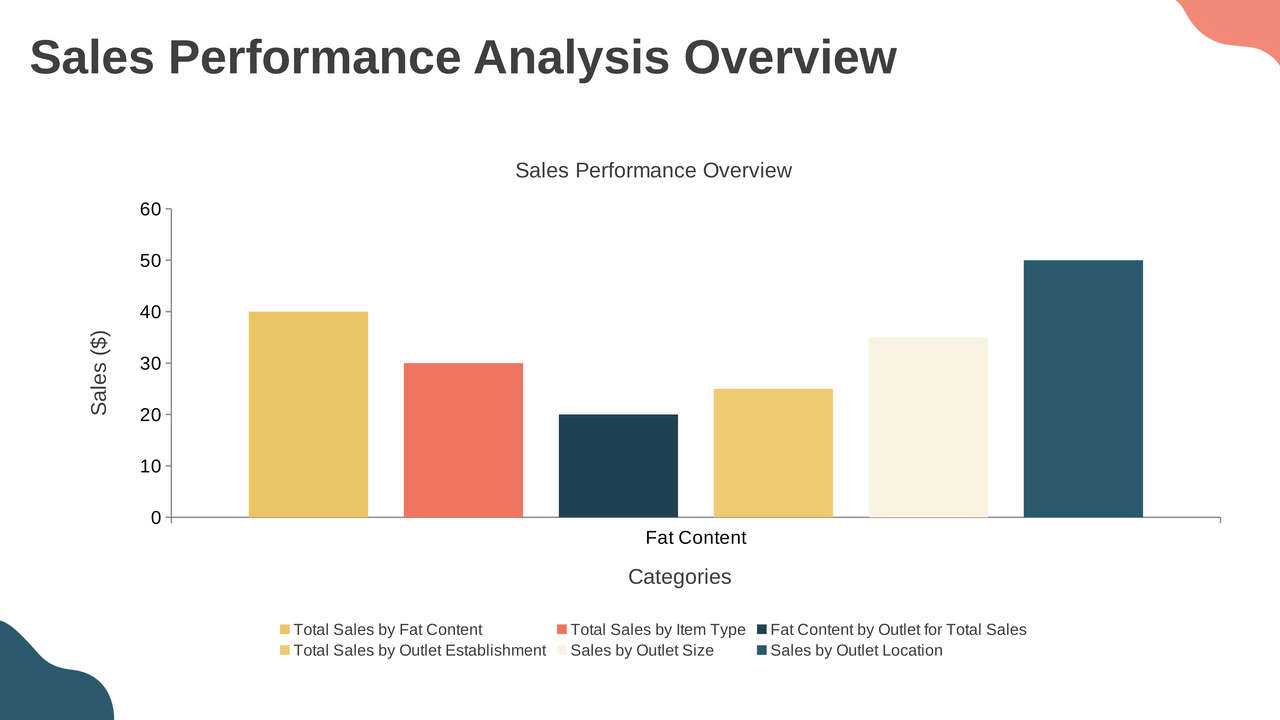 Sales Performance Analysis Overview
Sales Performance Overview
60
50
40
30
20
10
0
Sales ($)
Fat Content
Categories
Total Sales by Fat Content
Total Sales by Item Type
Fat Content by Outlet for Total Sales
Total Sales by Outlet Establishment
Sales by Outlet Size
Sales by Outlet Location